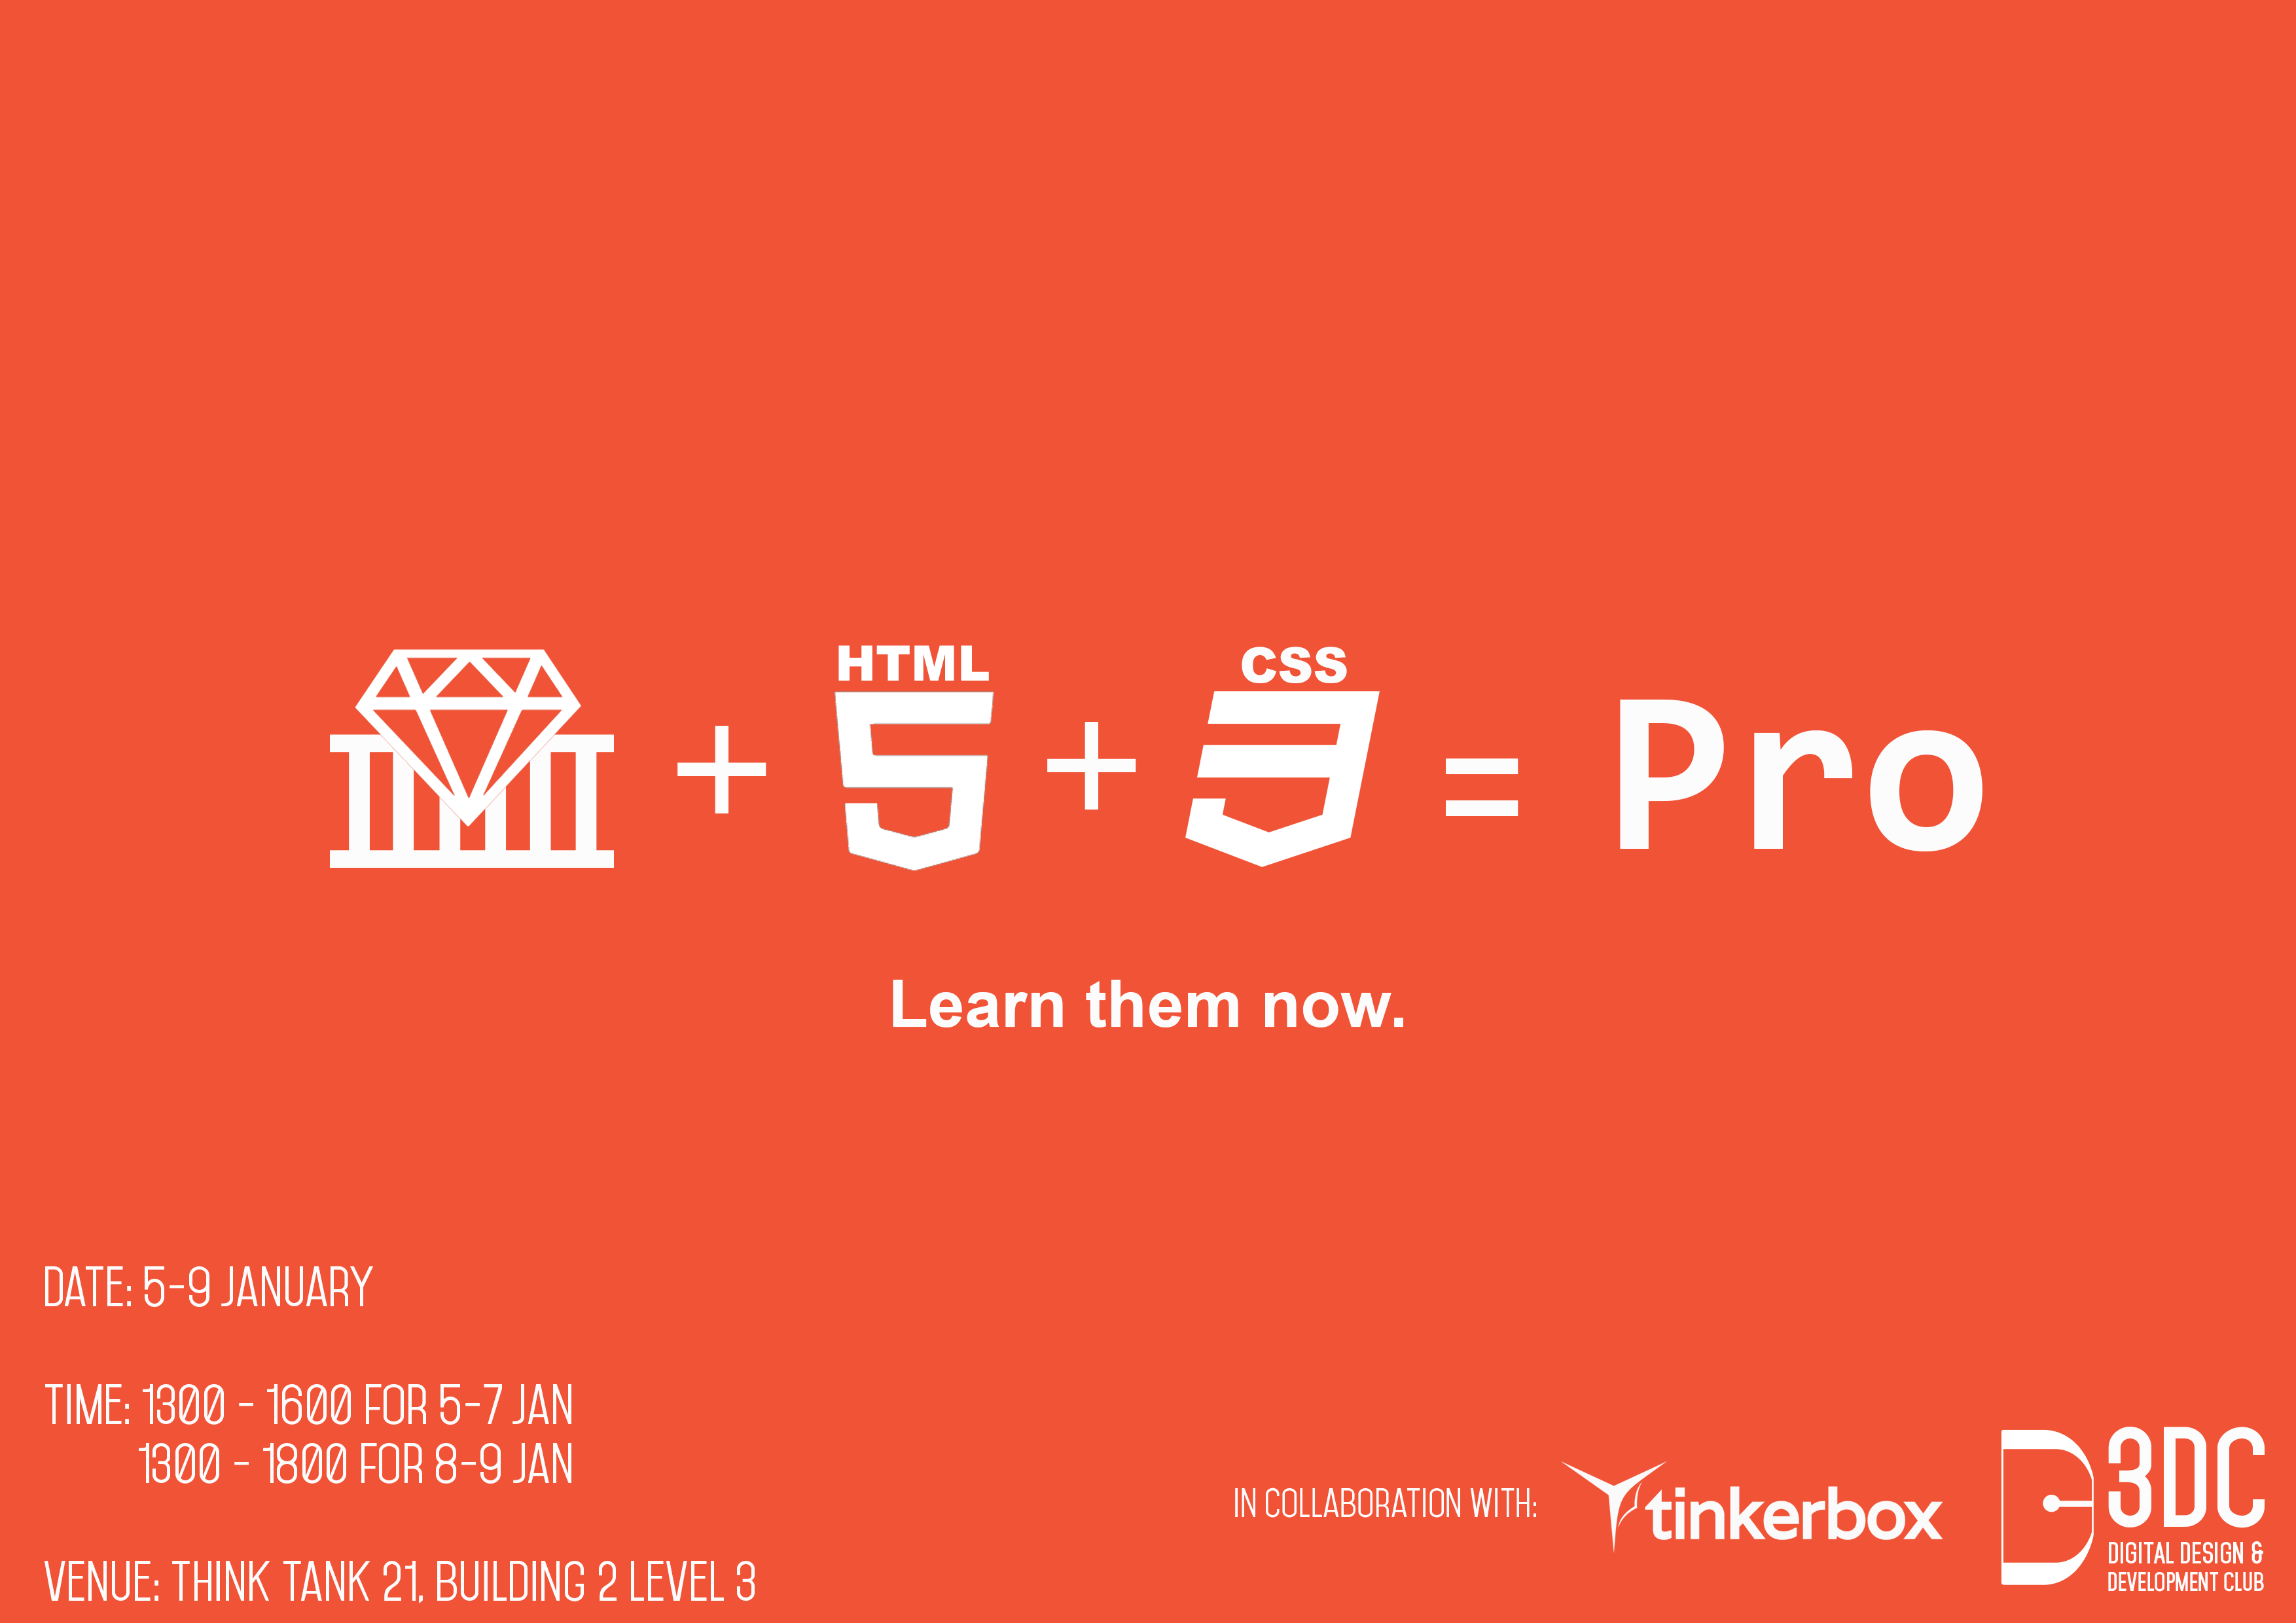 HTML
CSS
+ 5 + 3 = Pro
Learn them now.
DATE: 5-9 JANUARY
TIME: 1300 - 1600 FOR 5-7 JAN
1300 - 1800 FOR 8-9 JAN
VENUE: THINK TANK 21, BUILDING 2 LEVEL 3
IN COLLABORATION WITH:
tinkerbox
3DC
DIGITAL DESIGN &
DEVELOPMENT CLUB